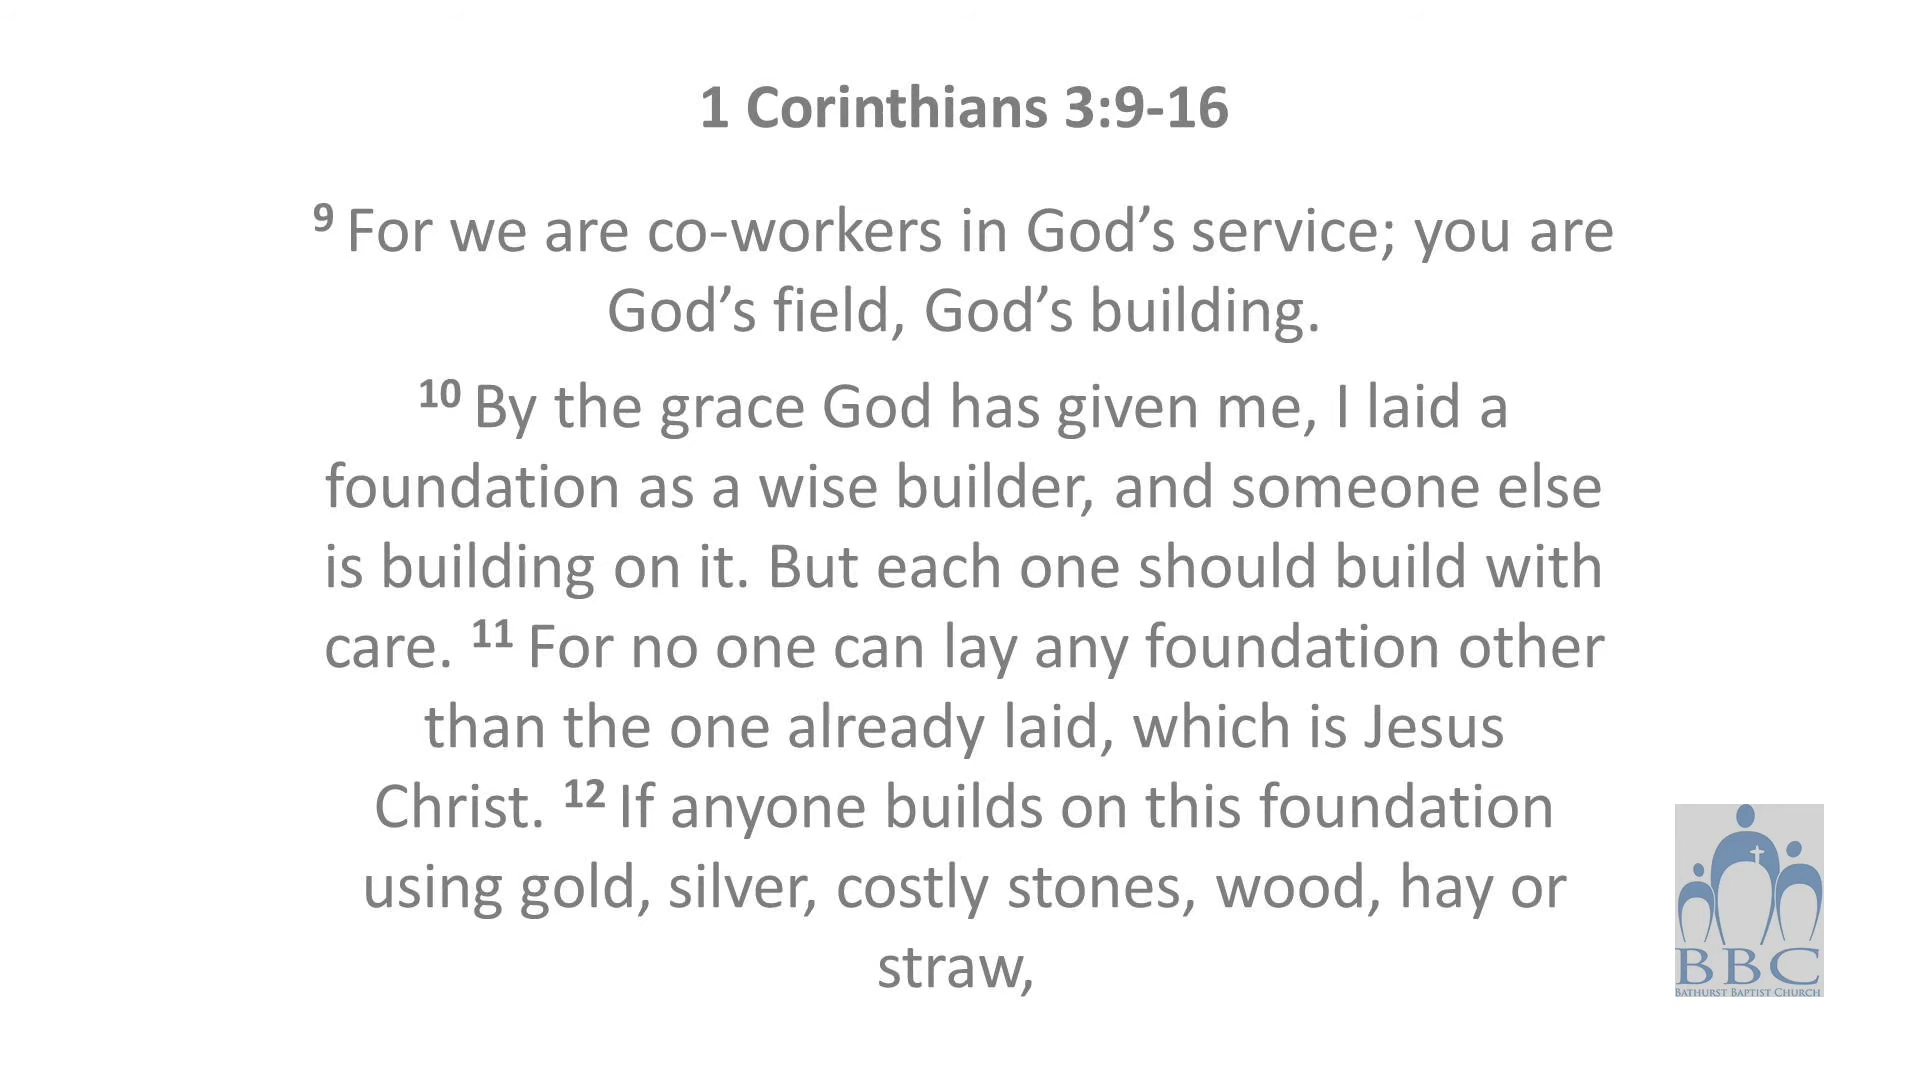 1 Corinthians 3:9-16
9 For we are co-workers in God’s service; you are
God’s field, God’s building.
10 By the grace God has given me, I laid a
foundation as a wise builder, and someone else
is building on it. But each one should build with
care. 11 For no one can lay any foundation other
than the one already laid, which is Jesus
Christ. 12 If anyone builds on this foundation
using gold, silver, costly stones, wood, hay or
straw,
BBC
BATHURST BAPTIST CHURCH